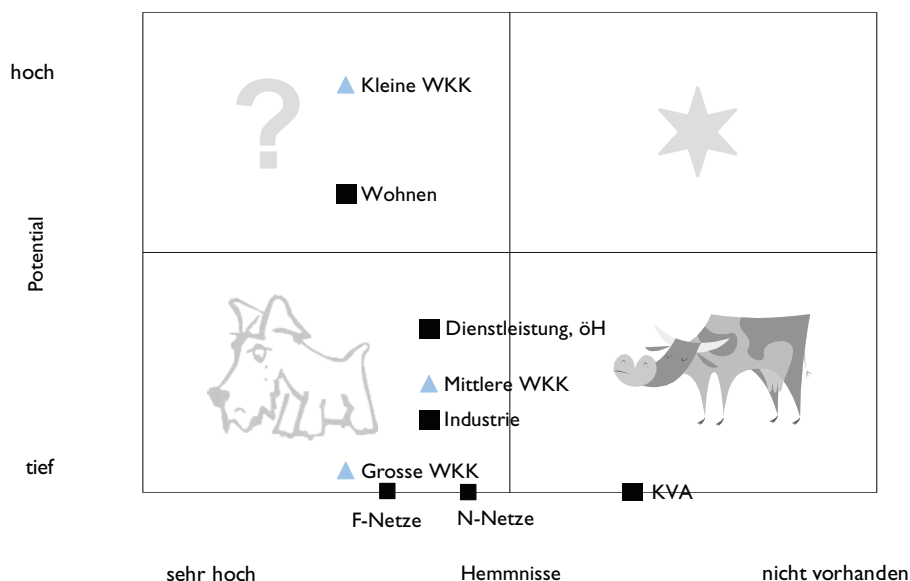 hoch
?
Kleine WKK
Wohnen
Potential
Dienstleistung, öH
Mittlere WKK
Industrie
tief
Grosse WKK
KVA
F-Netze
N-Netze
sehr hoch
Hemmnisse
nicht vorhanden